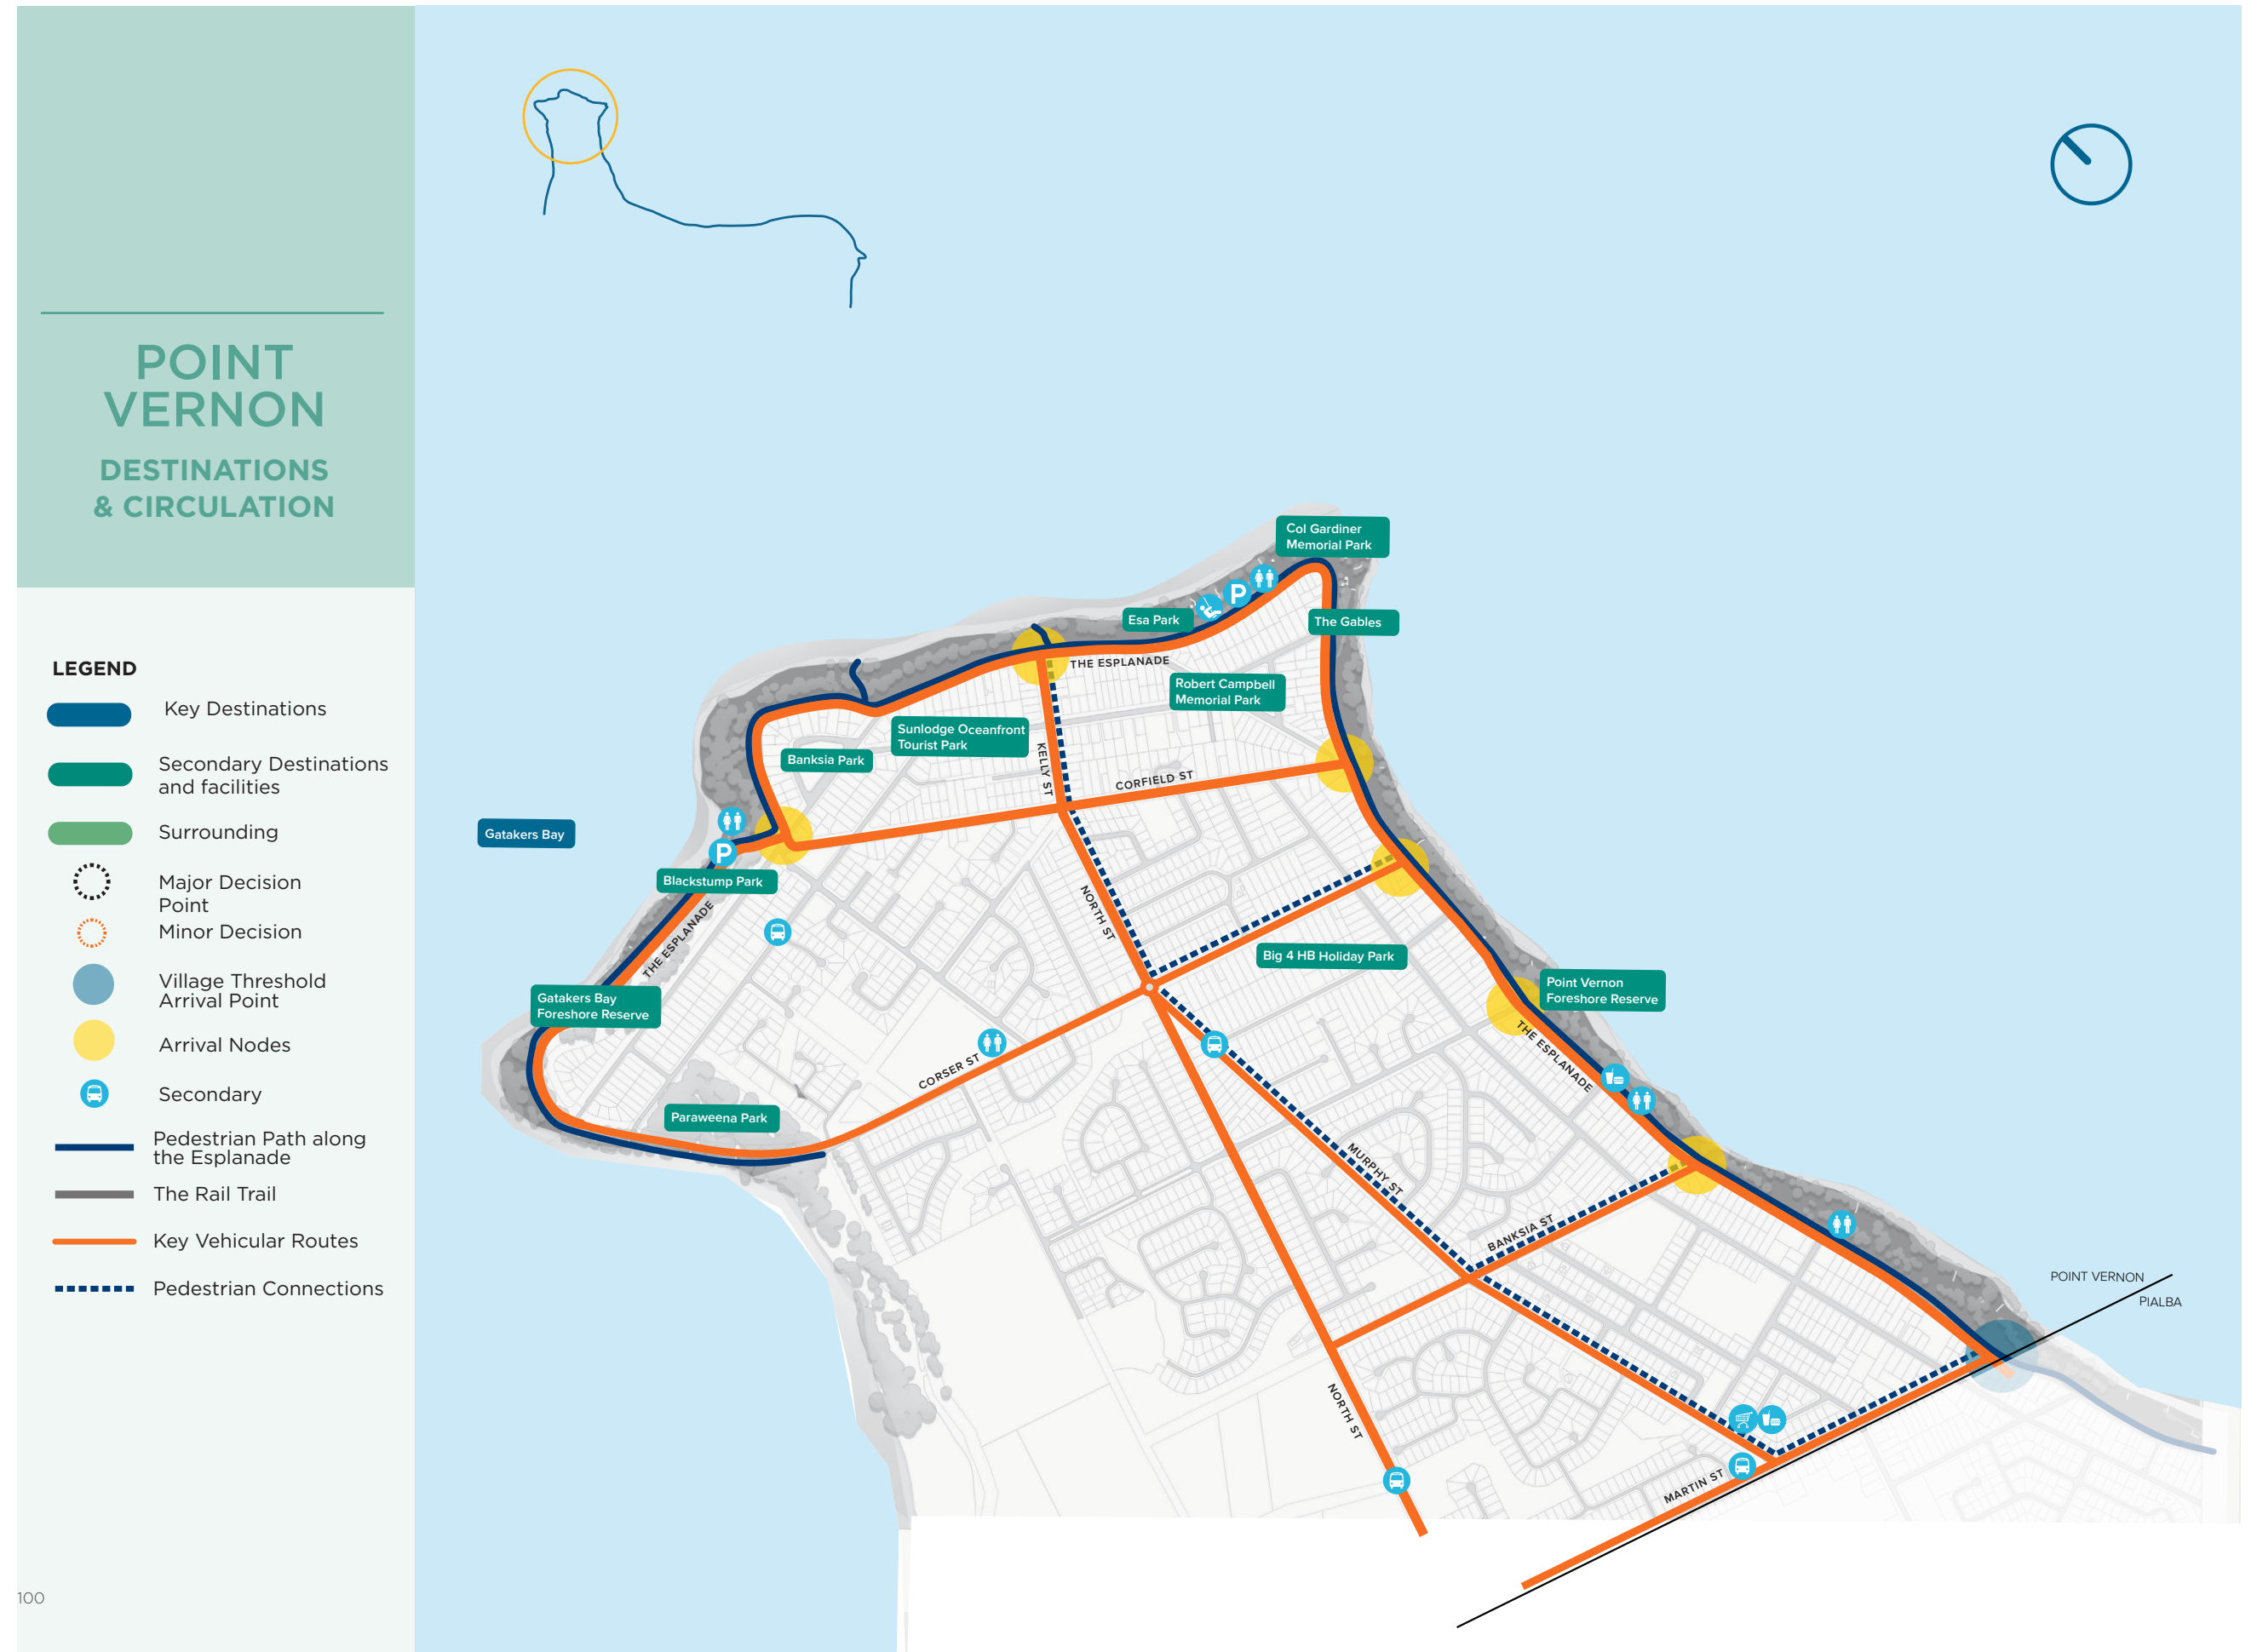 POINT
VERNON
DESTINATIONS
& CIRCULATION
LEGEND
Key Destinations
Secondary Destinations
and facilities
Surrounding
Major Decision
Point
Minor Decision
Village Threshold
Arrival Point
Arrival Nodes
Secondary
Pedestrian Path along
the Esplanade
The Rail Trail
Key Vehicular Routes
Pedestrian Connections
100
Col Gardiner
Memorial Park
P
Esa Park
The Gables
THE ESPLANADE
Robert Campbell
Memorial Park
Sunlodge Oceanfront
Tourist Park
Banksia Park
KELLY ST
CORFIELD ST
Gatakers Bay
P
Blackstump Park
THE ESPLANADE
NORTH ST
Big 4 HB Holiday Park
Point Vernon
Foreshore Reserve
Gatakers Bay
Foreshore Reserve
THE ESPLANADE
CORSER ST
Paraweena Park
MURPHY ST
BANKSIA ST
POINT VERNON
PIALBA
NORTH ST
MARTIN ST